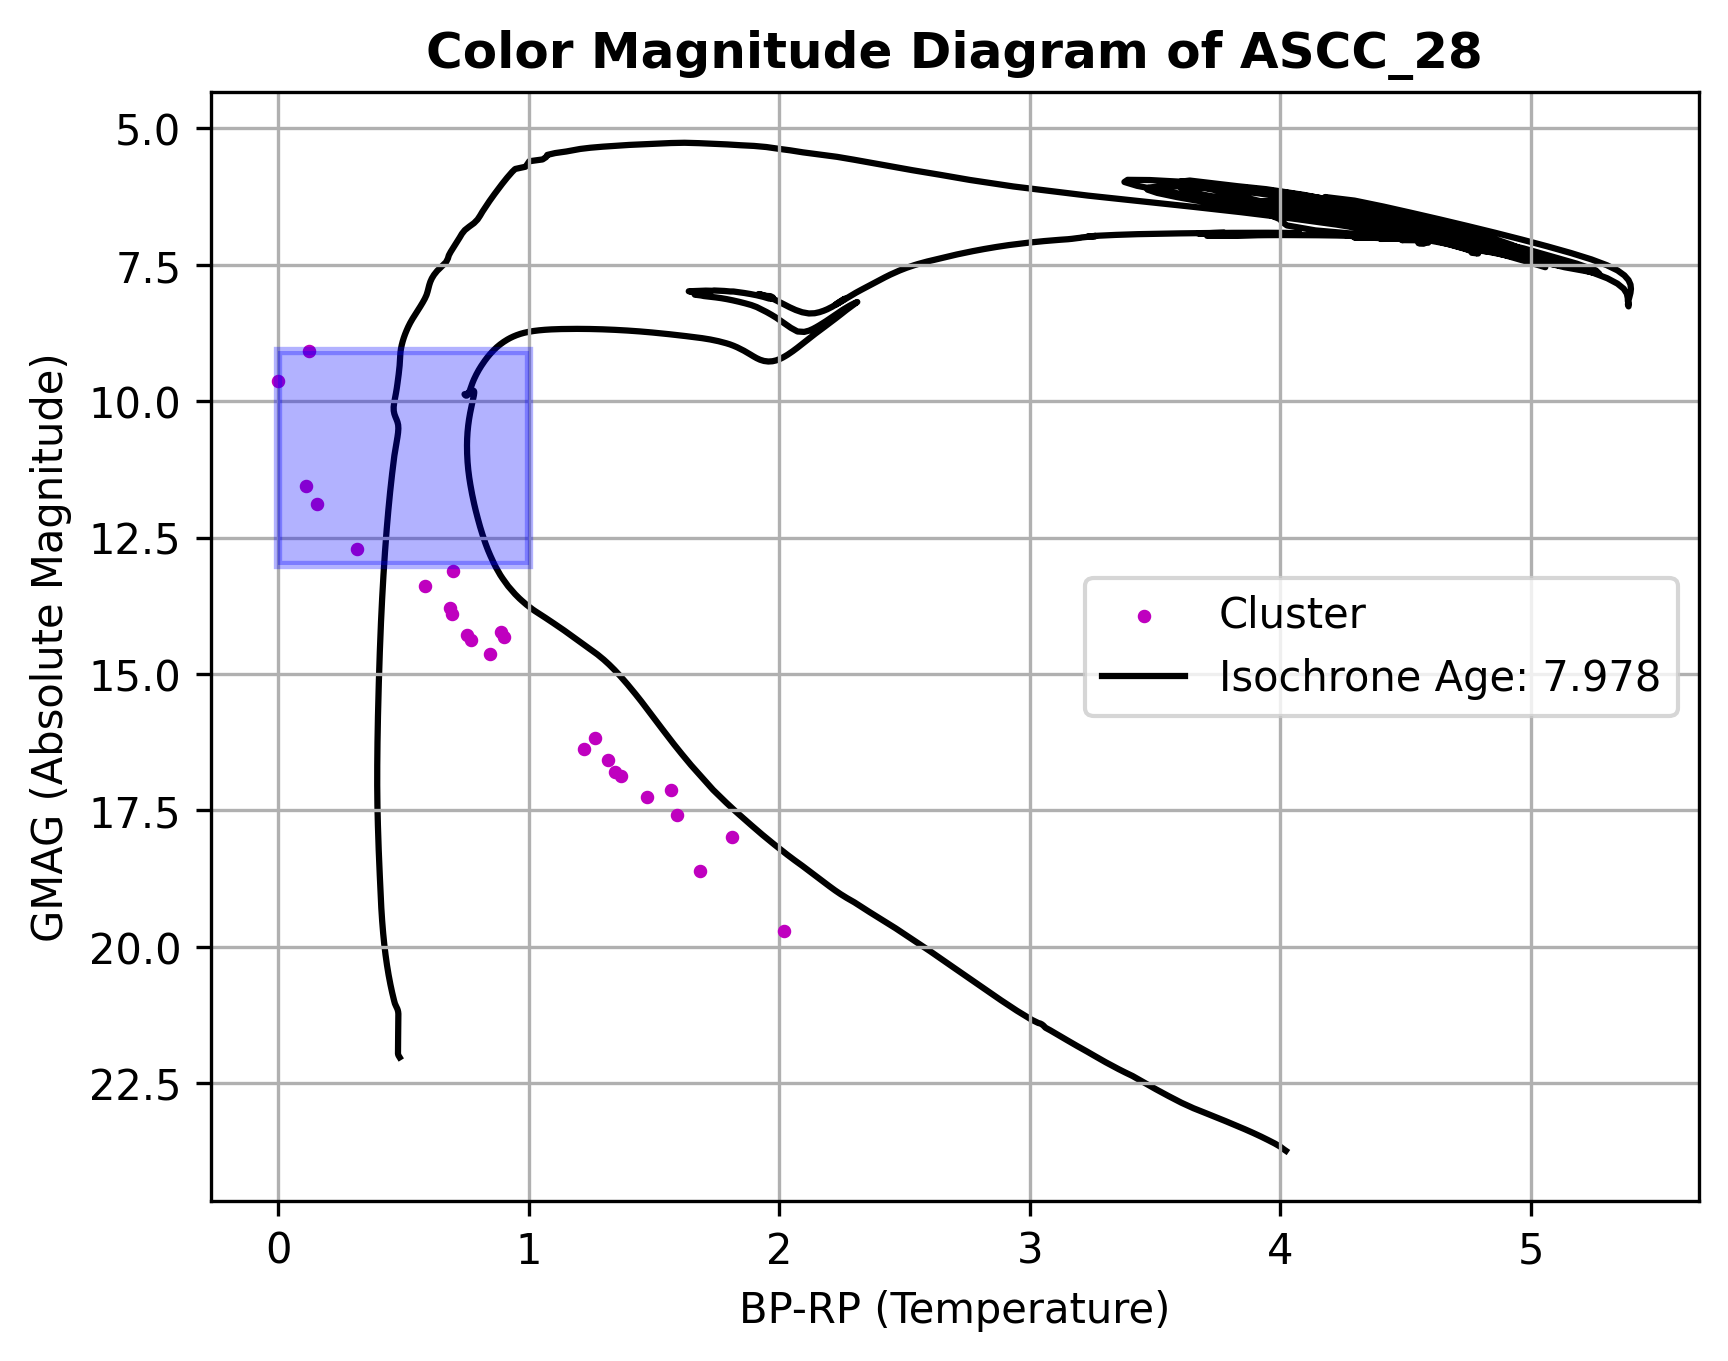 Color Magnitude Diagram of ASCC_28
GMAG (Absolute Magnitude)
5.0
7.5
10.0
12.5
15.0
17.5
20.0
22.5
Cluster
Isochrone Age: 7.978
0 1 2 3 4 5
BP-RP (Temperature)